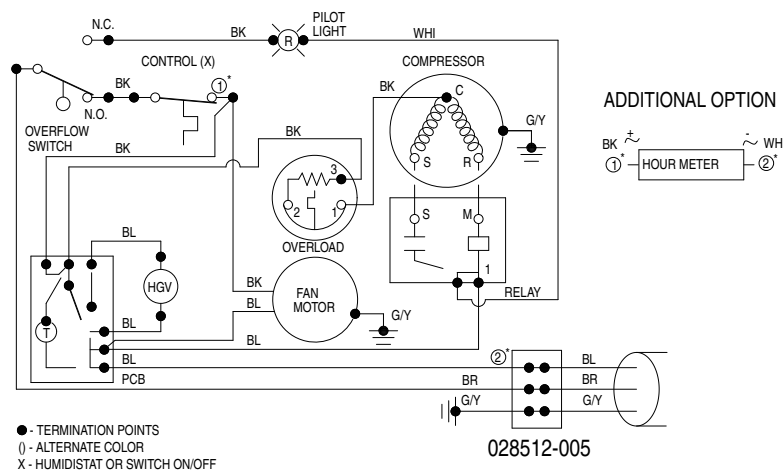 PILOT
LIGHT
N.C.
BK
R
WHI
CONTROL (X)
COMPRESSOR
BK
1*
BK
C
N.O.
G/Y
OVERFLOW
SWITCH
BK
BK
S
R
3
2
1
S
M
OVERLOAD
1
BL
HGV
BK
FAN
MOTOR
RELAY
BL
G/Y
T
BL
BL
BL
2*
BL
PCB
BR
BR
G/Y
G/Y
028512-005
ADDITIONAL OPTION
BK + ~
- ~ WHI
1*
HOUR METER
2*
● - TERMINATION POINTS
() - ALTERNATE COLOR
X - HUMIDISTAT OR SWITCH ON/OFF